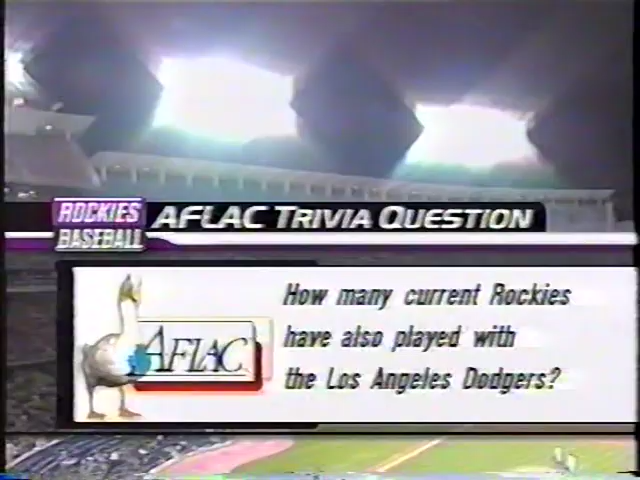 ROCKIES
BASEBALL
AFLAC TRIVIA QUESTION
AFLAC
How many current Rockies
have also played with
the Los Angeles Dodgers?